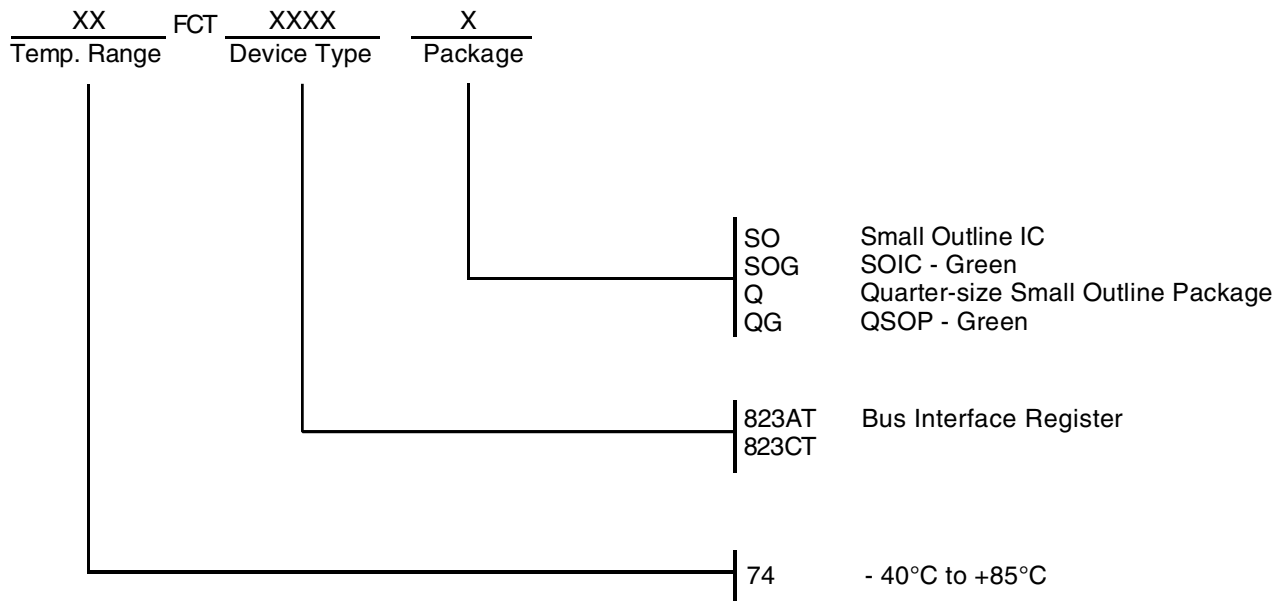 XX FCT XXXX X
Temp. Range Device Type Package
SO Small Outline IC
SOG SOIC - Green
Q Quarter-size Small Outline Package
QG QSOP - Green
823AT Bus Interface Register
823CT
74 - 40°C to +85°C